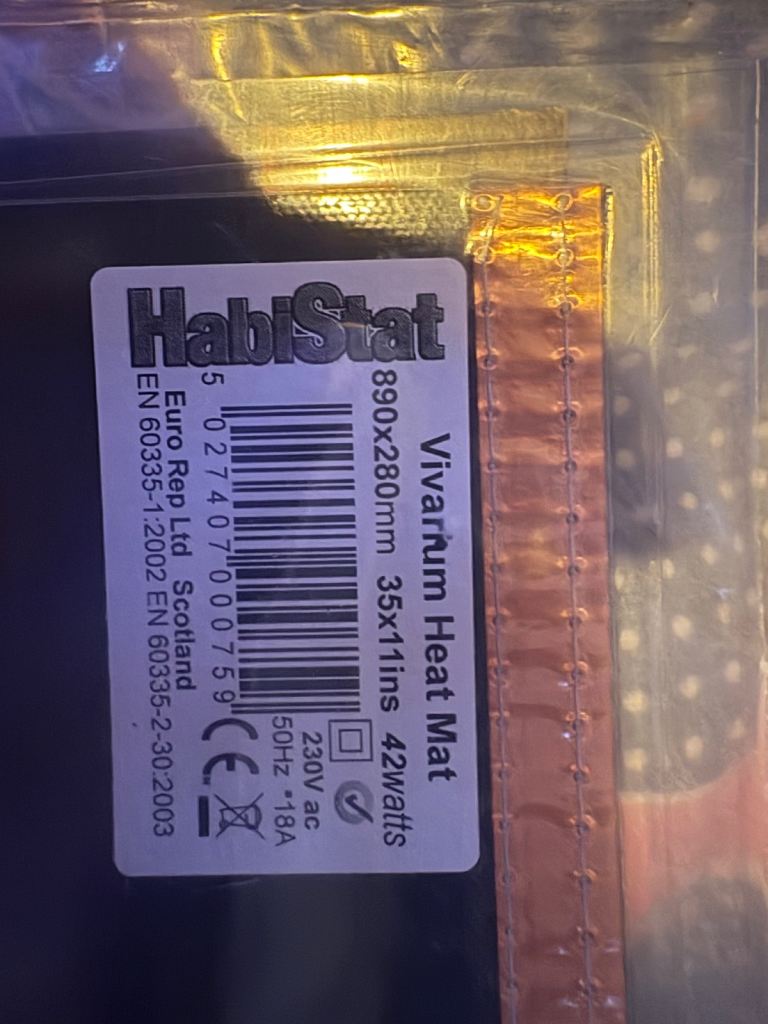 HabiStat
Vivarium Heat Mat
890x280mm 35x11ins 42watts
5 027407 000759
230V ac
50Hz *18A
CE
Euro Rep Ltd Scotland
EN 60335-1:2002 EN 60335-2-30:2003